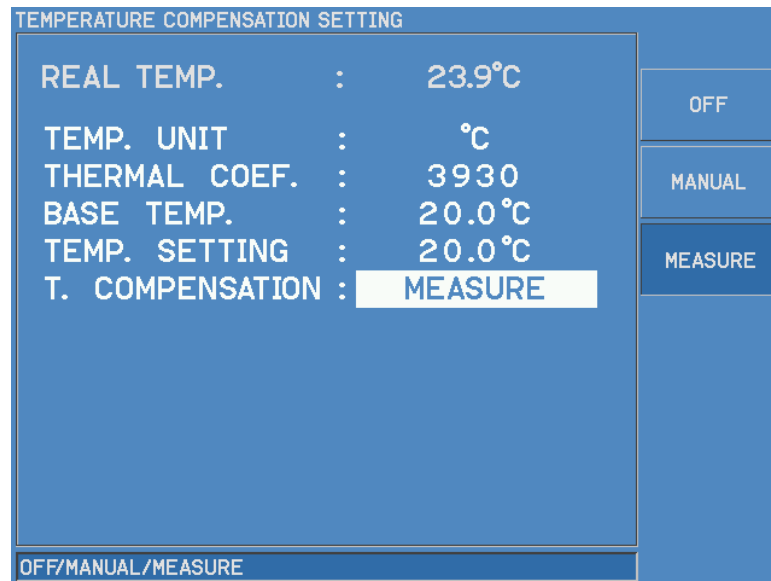 TEMPERATURE COMPENSATION SETTING
REAL TEMP. : 23.9°C
TEMP. UNIT : °C
THERMAL COEF. : 3930
BASE TEMP. : 20.0°C
TEMP. SETTING : 20.0°C
T. COMPENSATION : MEASURE
OFF
MANUAL
MEASURE
OFF/MANUAL/MEASURE